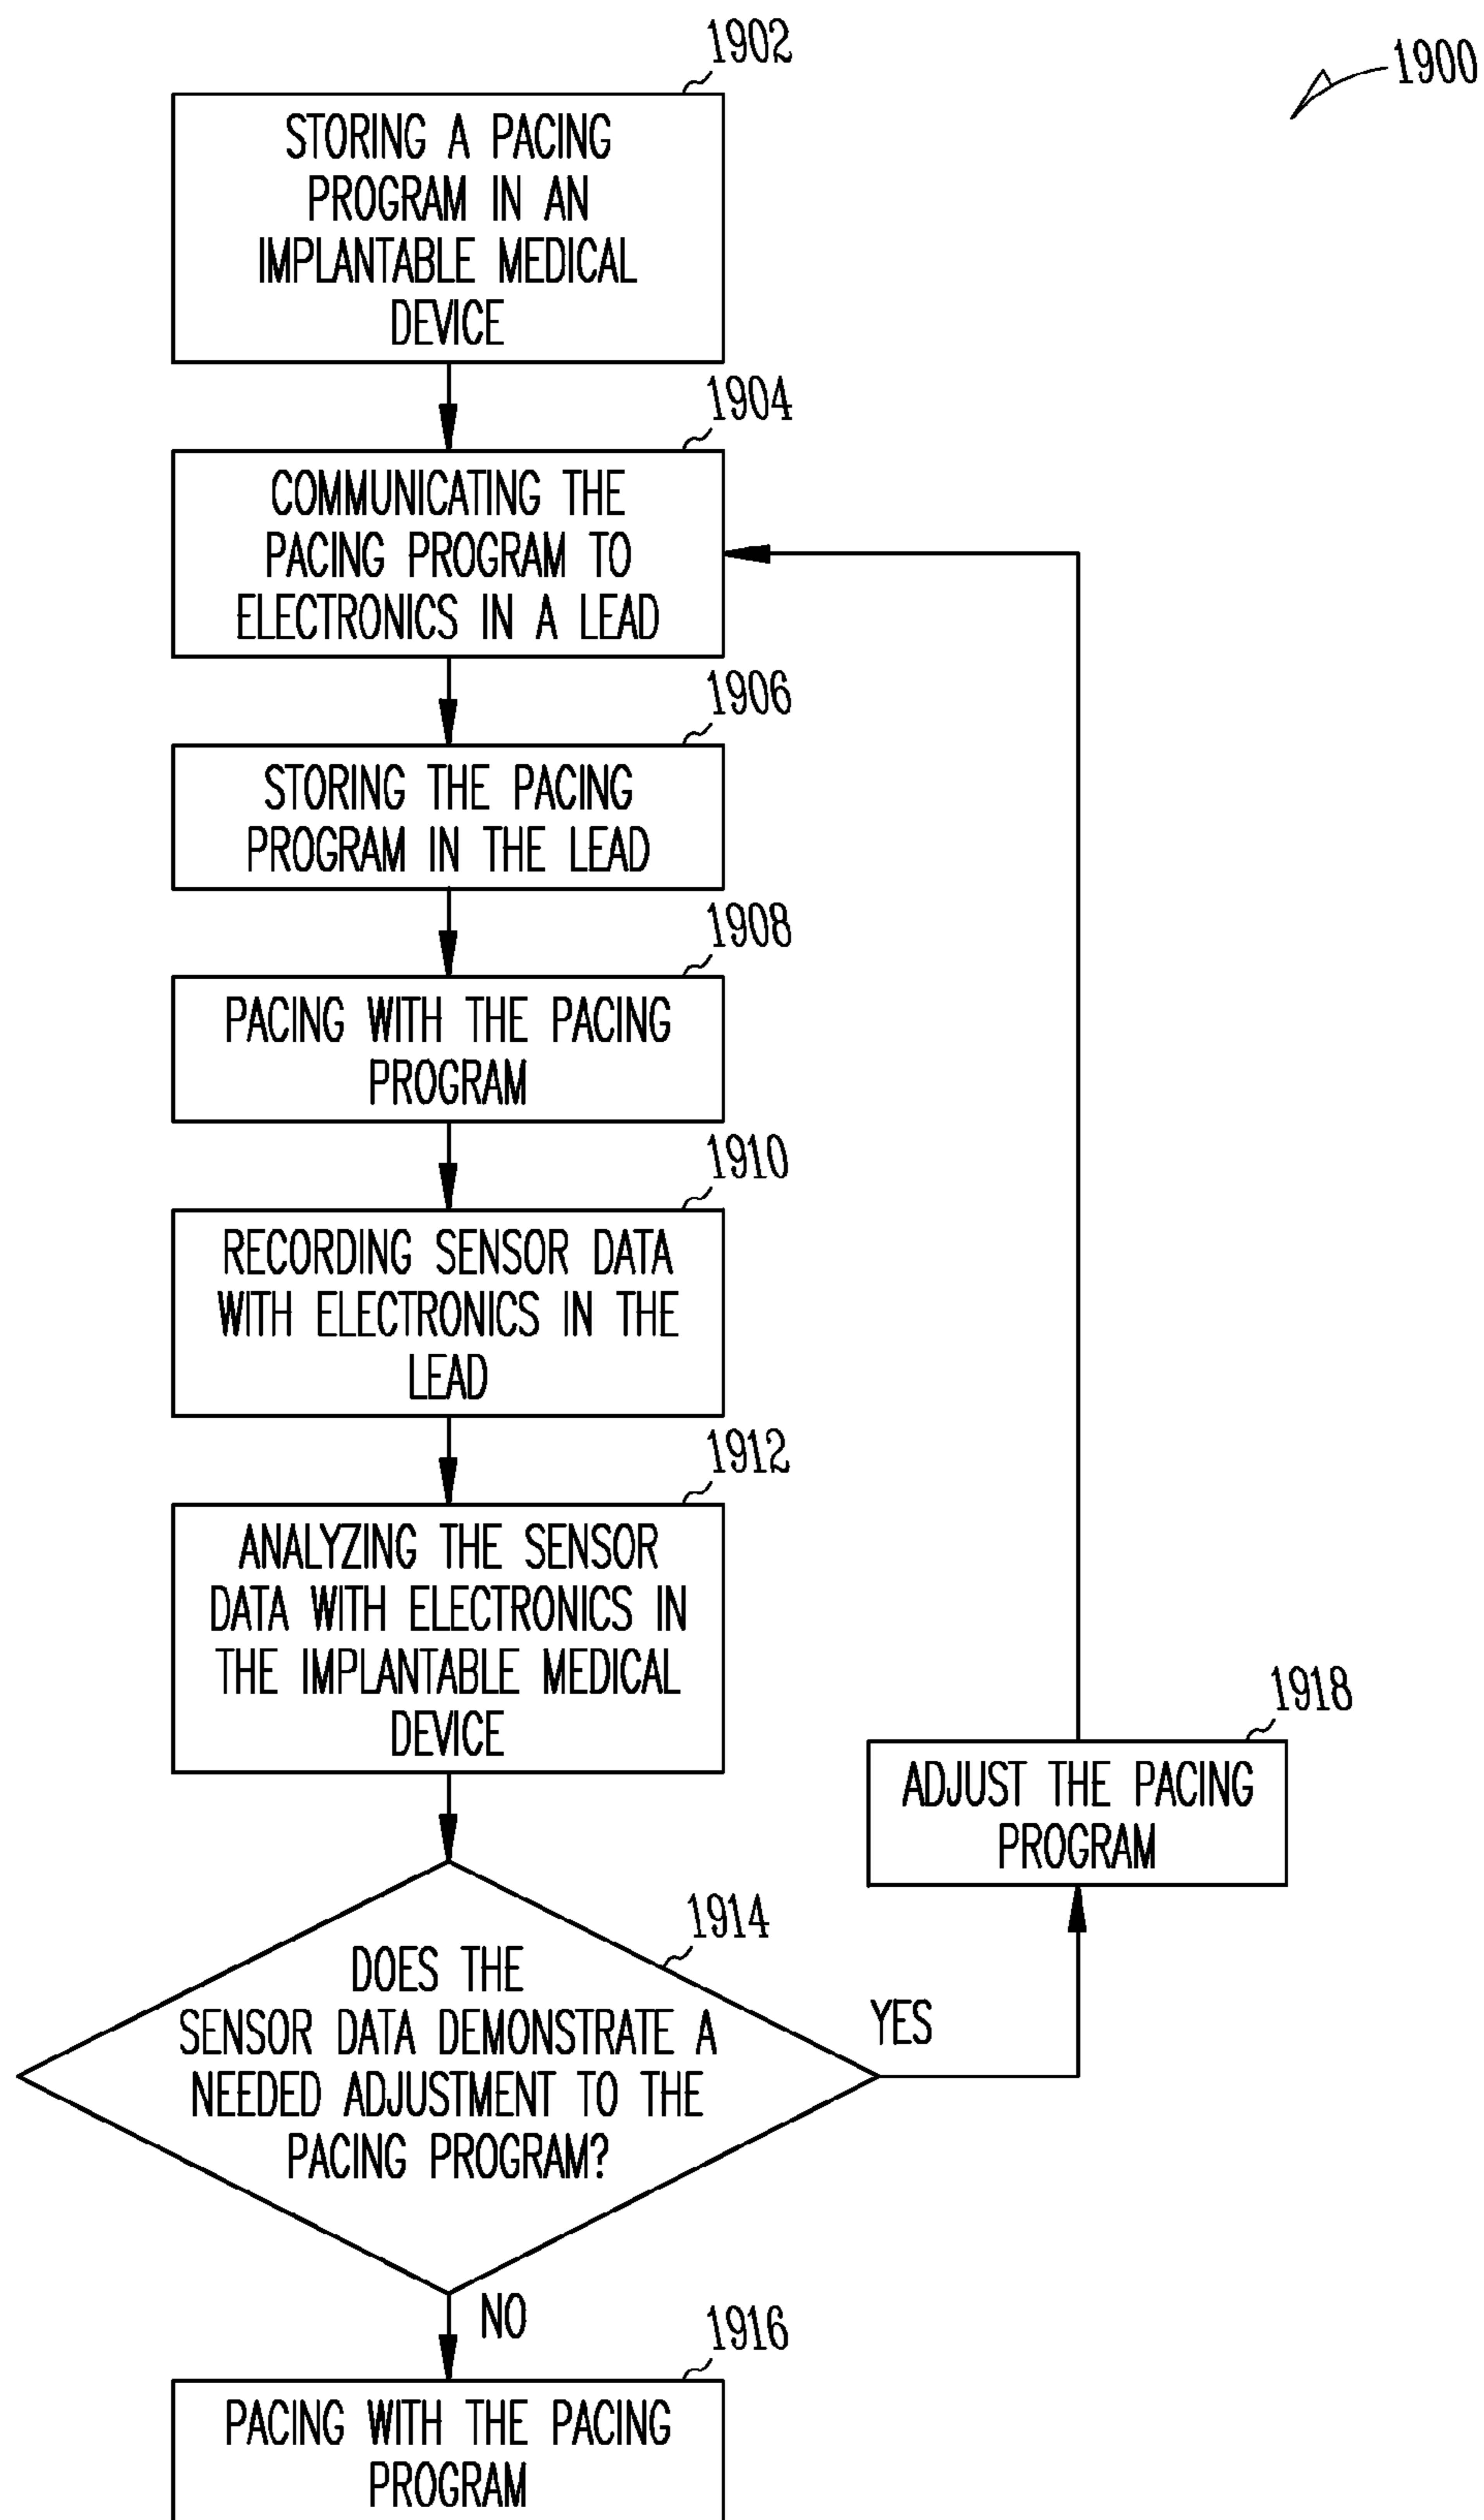 1900
1902
STORING A PACING
PROGRAM IN AN
IMPLANTABLE MEDICAL
DEVICE
1904
COMMUNICATING THE
PACING PROGRAM TO
ELECTRONICS IN A LEAD
1906
STORING THE PACING
PROGRAM IN THE LEAD
1908
PACING WITH THE PACING
PROGRAM
1910
RECORDING SENSOR DATA
WITH ELECTRONICS IN THE
LEAD
1912
ANALYZING THE SENSOR
DATA WITH ELECTRONICS IN
THE IMPLANTABLE MEDICAL
DEVICE
1914
DOES THE
SENSOR DATA DEMONSTRATE A
NEEDED ADJUSTMENT TO THE
PACING PROGRAM?
YES
1918
ADJUST THE PACING
PROGRAM
NO
1916
PACING WITH THE PACING
PROGRAM